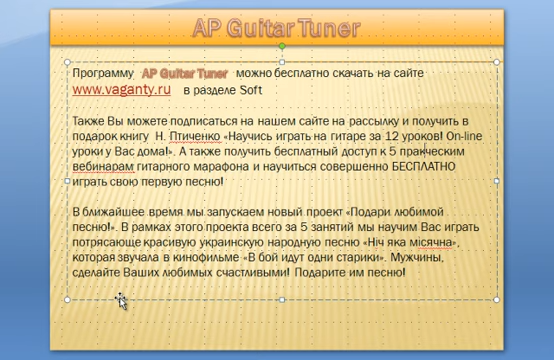 AP Guitar Tuner
Программу AP Guitar Tuner можно бесплатно скачать на сайте
www.vaganty.ru в разделе Soft
Также Вы можете подписаться на нашем сайте на рассылку и получить в
подарок книгу Н. Птиченко «Научись играть на гитаре за 12 уроков! On-line
уроки у Вас дома!». А также получить бесплатный доступ к 5 практческим
вебинарам гитарного марафона и научиться совершенно БЕСПЛАТНО
играть свою первую песню!
В ближайшее время мы запускаем новый проект «Подари любимой
песню!». В рамках этого проекта всего за 5 занятий мы научим Вас играть
потрясающе красивую украинскую народную песню «Ніч яка місячна»,
которая звучала в кинофильме «В бой идут одни старики». Мужчины,
сделайте Ваших любимых счастливыми! Подарите им песню!